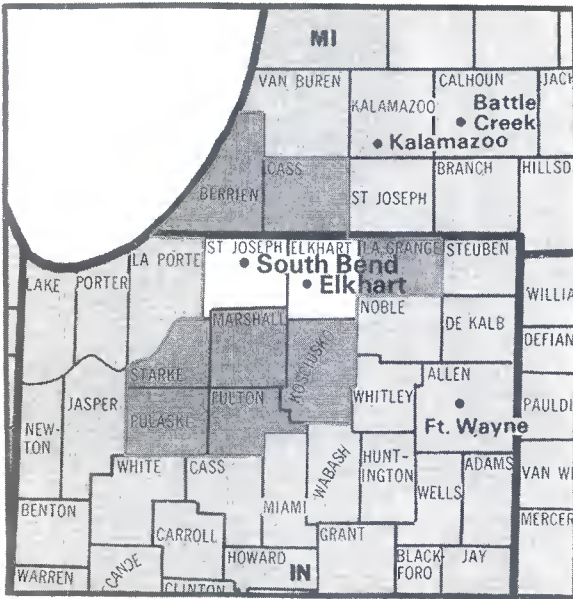 MI
VAN BUREN
CALHOUN
JACK
KALAMAZOO
Battle
Creek
Kalamazoo
BERRIEN
CASS
ST JOSEPH
BRANCH
HILLSD
LA PORTE
ST JOSEPH
ELKHART
LA GRANGE
STEUBEN
South Bend
Elkhart
LAKE
PORTER
NOBLE
WILLIA
MARSHALL
DE KALB
DEFIAN
STARKE
KOSCIUSKO
ALLEN
JASPER
PULASKI
FULTON
WHITLEY
PAULDI
NEW-
TON
Ft. Wayne
WHITE
CASS
WABASH
HUNT-
INGTON
ADAMS
VAN WE
WELLS
BENTON
MIAMI
MERCER
CARROLL
GRANT
HOWARD
IN
BLACK
FORD
JAY
WARREN
CANOE
CLINTON